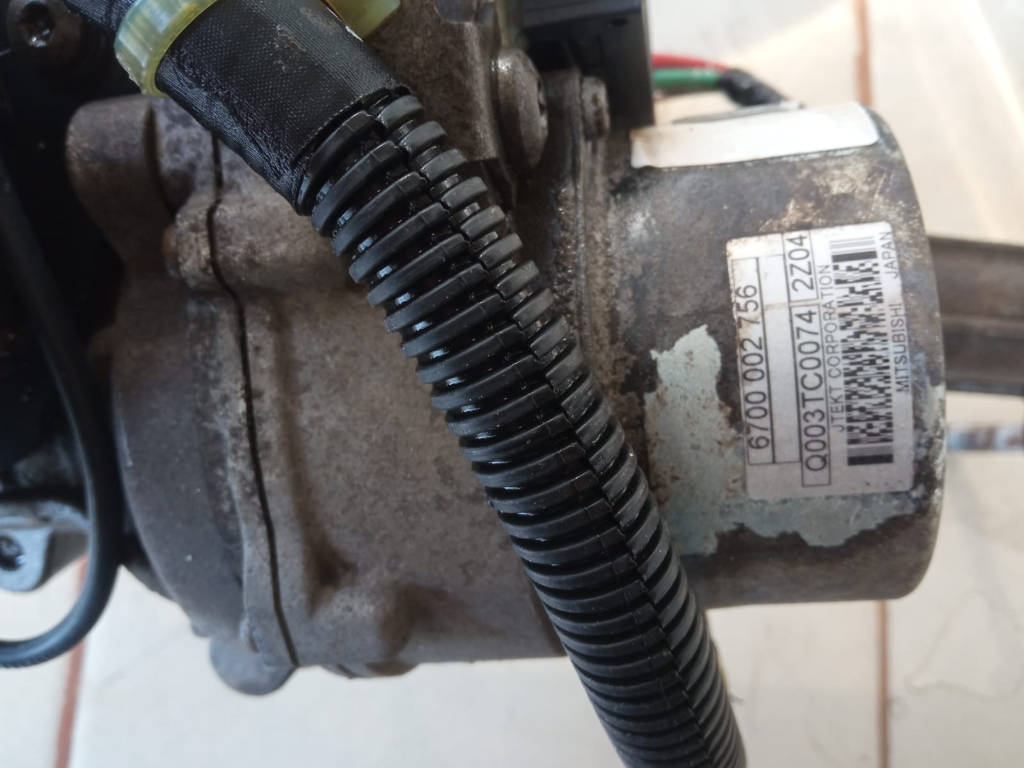 6700 002 756
Q003TC0074 2Z04
JTEKT CORPORATION
MITSUBISHI JAPAN